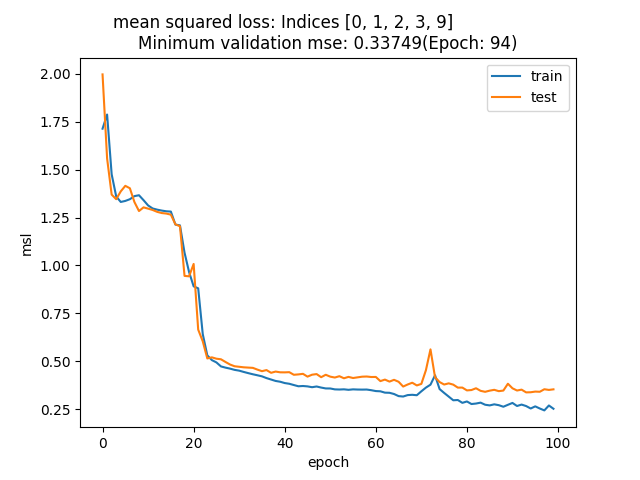 mean squared loss: Indices [0, 1, 2, 3, 9]
Minimum validation mse: 0.33749(Epoch: 94)
train
test
2.00
1.75
1.50
1.25
1.00
0.75
0.50
0.25
msl
0
20
40
60
80
100
epoch